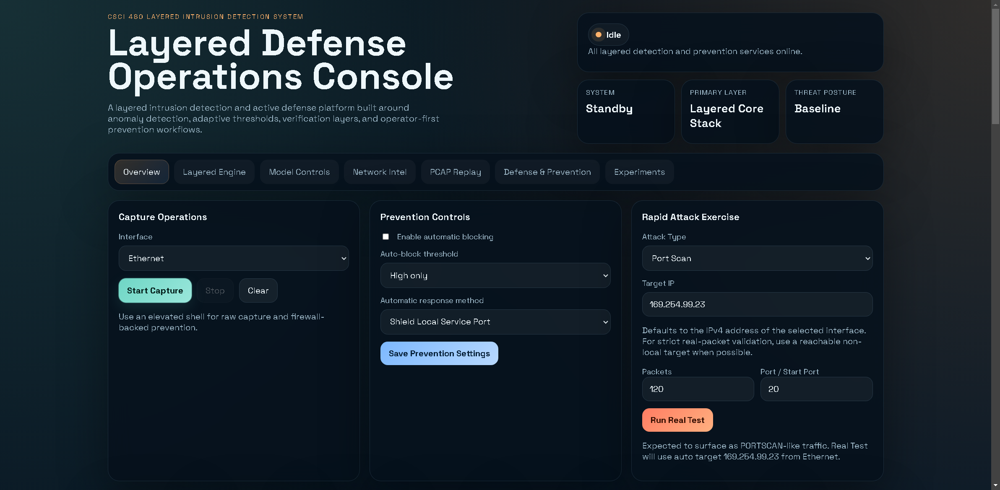 CSCI 480 LAYERED INTRUSION DETECTION SYSTEM
Layered Defense
Operations Console
A layered intrusion detection and active defense platform built around
anomaly detection, adaptive thresholds, verification layers, and operator-first
prevention workflows.
Idle
All layered detection and prevention services online.
SYSTEM
Standby
PRIMARY LAYER
Layered Core
Stack
THREAT POSTURE
Baseline
Overview
Layered Engine
Model Controls
Network Intel
PCAP Replay
Defense & Prevention
Experiments
Capture Operations
Interface
Ethernet
Start Capture
Stop
Clear
Use an elevated shell for raw capture and firewall-
backed prevention.
Prevention Controls
Enable automatic blocking
Auto-block threshold
High only
Automatic response method
Shield Local Service Port
Save Prevention Settings
Rapid Attack Exercise
Attack Type
Port Scan
Target IP
169.254.99.23
Defaults to the IPv4 address of the selected interface.
For strict real-packet validation, use a reachable non-
local target when possible.
Packets
120
Port / Start Port
20
Run Real Test
Expected to surface as PORTSCAN-like traffic. Real Test
will use auto target 169.254.99.23 from Ethernet.